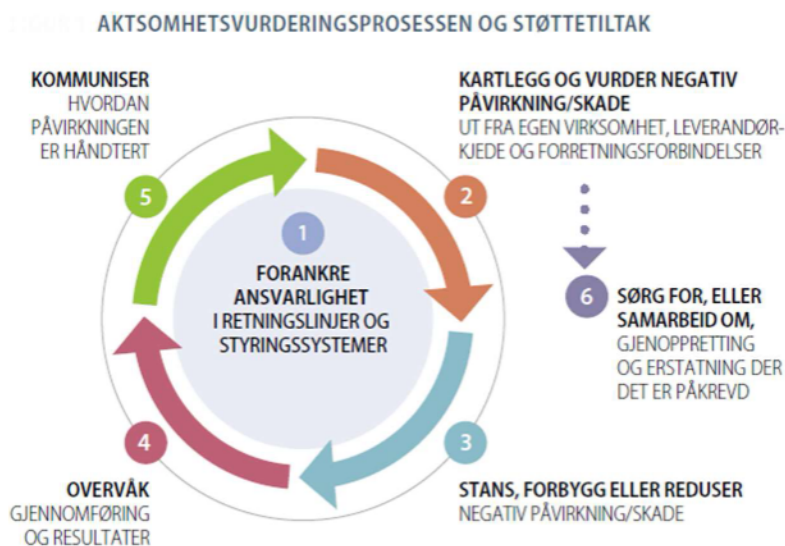 AKTSOMHETSVURDERINGSPROSESSEN OG STØTTETILTAK
1
FORANKRE
ANSVARLIGHET
I RETNINGSLINJER OG
STYRINGSSYSTEMER
2
KARTLEGG OG VURDER NEGATIV
PÅVIRKNING/SKADE
UT FRA EGEN VIRKSOMHET, LEVERANDØR-
KJEDE OG FORRETNINGSFORBINDELSER
3
STANS, FORBYGG ELLER REDUSER
NEGATIV PÅVIRKNING/SKADE
4
OVERVÅK
GJENNOMFØRING
OG RESULTATER
5
KOMMUNISER
HVORDAN
PÅVIRKNINGEN
ER HÅNDTERT
6
SØRG FOR, ELLER
SAMARBEID OM,
GJENOPPRETTING
OG ERSTATNING DER
DET ER PÅKREVD